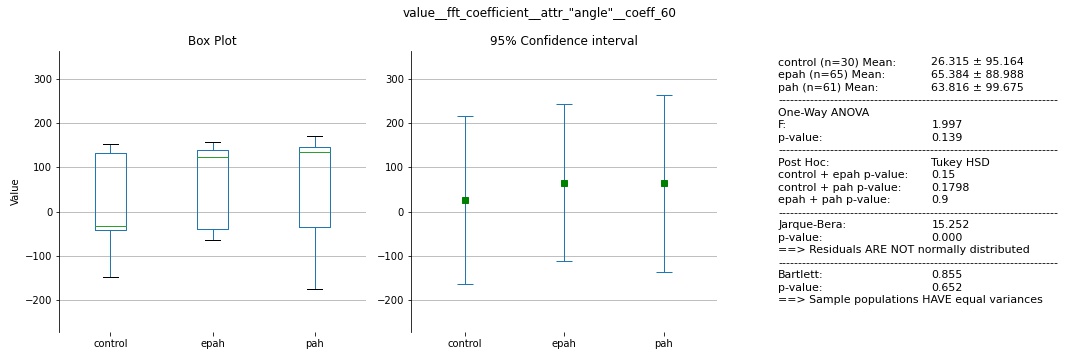 value__fft_coefficient__attr_"angle"__coeff_60
Box Plot
Value
300
200
100
0
−100
−200
control epah pah
95% Confidence interval
300
200
100
0
−100
−200
control epah pah
control (n=30) Mean: 26.315 ± 95.164
epah (n=65) Mean: 65.384 ± 88.988
pah (n=61) Mean: 63.816 ± 99.675
One-Way ANOVA
F: 1.997
p-value: 0.139
Post Hoc: Tukey HSD
control + epah p-value: 0.15
control + pah p-value: 0.1798
epah + pah p-value: 0.9
Jarque-Bera: 15.252
p-value: 0.000
==> Residuals ARE NOT normally distributed
Bartlett: 0.855
p-value: 0.652
==> Sample populations HAVE equal variances